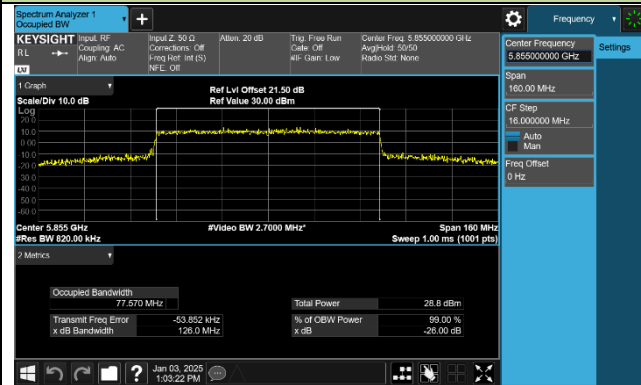 Spectrum Analyzer 1
Occupied BW
+
Frequency
KEYSIGHT
RL
LXI
Input: RF
Coupling: AC
Align: Auto
Input Z: 50 Ω
Corrections: Off
Freq Ref: Int (S)
NFE: Off
Atten: 20 dB
Trig: Free Run
Gate: Off
#IF Gain: Low
Center Freq: 5.855000000 GHz
Avg|Hold: 50/50
Radio Std: None
Center Frequency
5.855000000 GHz
Settings
Span
160.00 MHz
CF Step
16.000000 MHz
Auto
Man
Freq Offset
0 Hz
1 Graph
Scale/Div 10.0 dB
Ref Lvl Offset 21.50 dB
Ref Value 30.00 dBm
Log
20.0
10.0
0.00
-10.0
-20.0
-30.0
-40.0
-50.0
-60.0
Center 5.855 GHz
#Video BW 2.7000 MHz*
Span 160 MHz
#Res BW 820.00 kHz
Sweep 1.00 ms (1001 pts)
2 Metrics
Occupied Bandwidth
77.570 MHz
Total Power 28.8 dBm
Transmit Freq Error -53.852 kHz
% of OBW Power 99.00 %
x dB Bandwidth 126.0 MHz
x dB -26.00 dB
?
Jan 03, 2025
1:03:22 PM